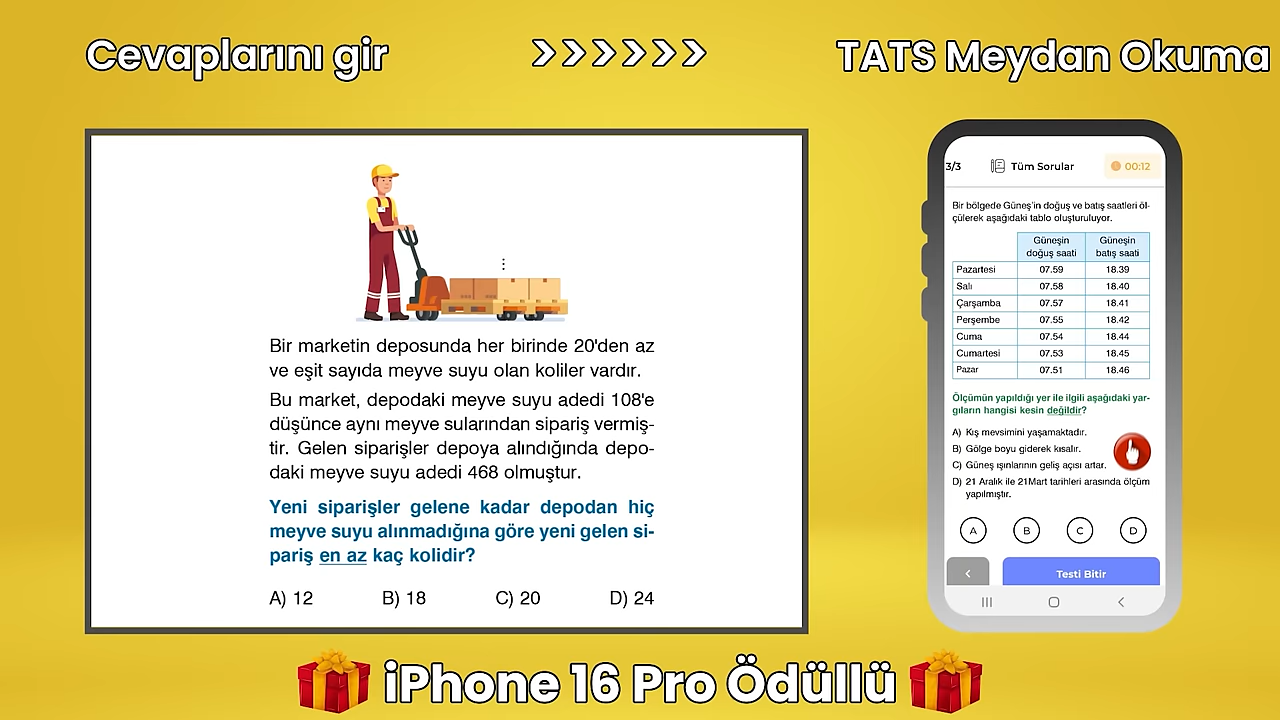 Cevaplarını gir
TATS Meydan Okuma
Bir marketin deposunda her birinde 20'den az
ve eşit sayıda meyve suyu olan koliler vardır.
Bu market, depodaki meyve suyu adedi 108'e
düşünce aynı meyve sularından sipariş vermiş-
tir. Gelen siparişler depoya alındığında depo-
daki meyve suyu adedi 468 olmuştur.
Yeni siparişler gelene kadar depodan hiç
meyve suyu alınmadığına göre yeni gelen si-
pariş en az kaç kolidir?
A) 12 B) 18 C) 20 D) 24
3/3 Tüm Sorular 00:12
Bir bölgede Güneş'in doğuş ve batış saatleri öl-
çülerek aşağıdaki tablo oluşturuluyor.
Güneşin doğuş saati Güneşin batış saati
Pazartesi 07.59 18.39
Salı 07.58 18.40
Çarşamba 07.57 18.41
Perşembe 07.55 18.42
Cuma 07.54 18.44
Cumartesi 07.53 18.45
Pazar 07.51 18.46
Ölçümün yapıldığı yer ile ilgili aşağıdaki yar-
gıların hangisi kesin değildir?
A) Kış mevsimini yaşamaktadır.
B) Gölge boyu giderek kısalır.
C) Güneş ışınlarının geliş açısı artar.
D) 21 Aralık ile 21Mart tarihleri arasında ölçüm
yapılmıştır.
A B C D
Testi Bitir
iPhone 16 Pro Ödüllü